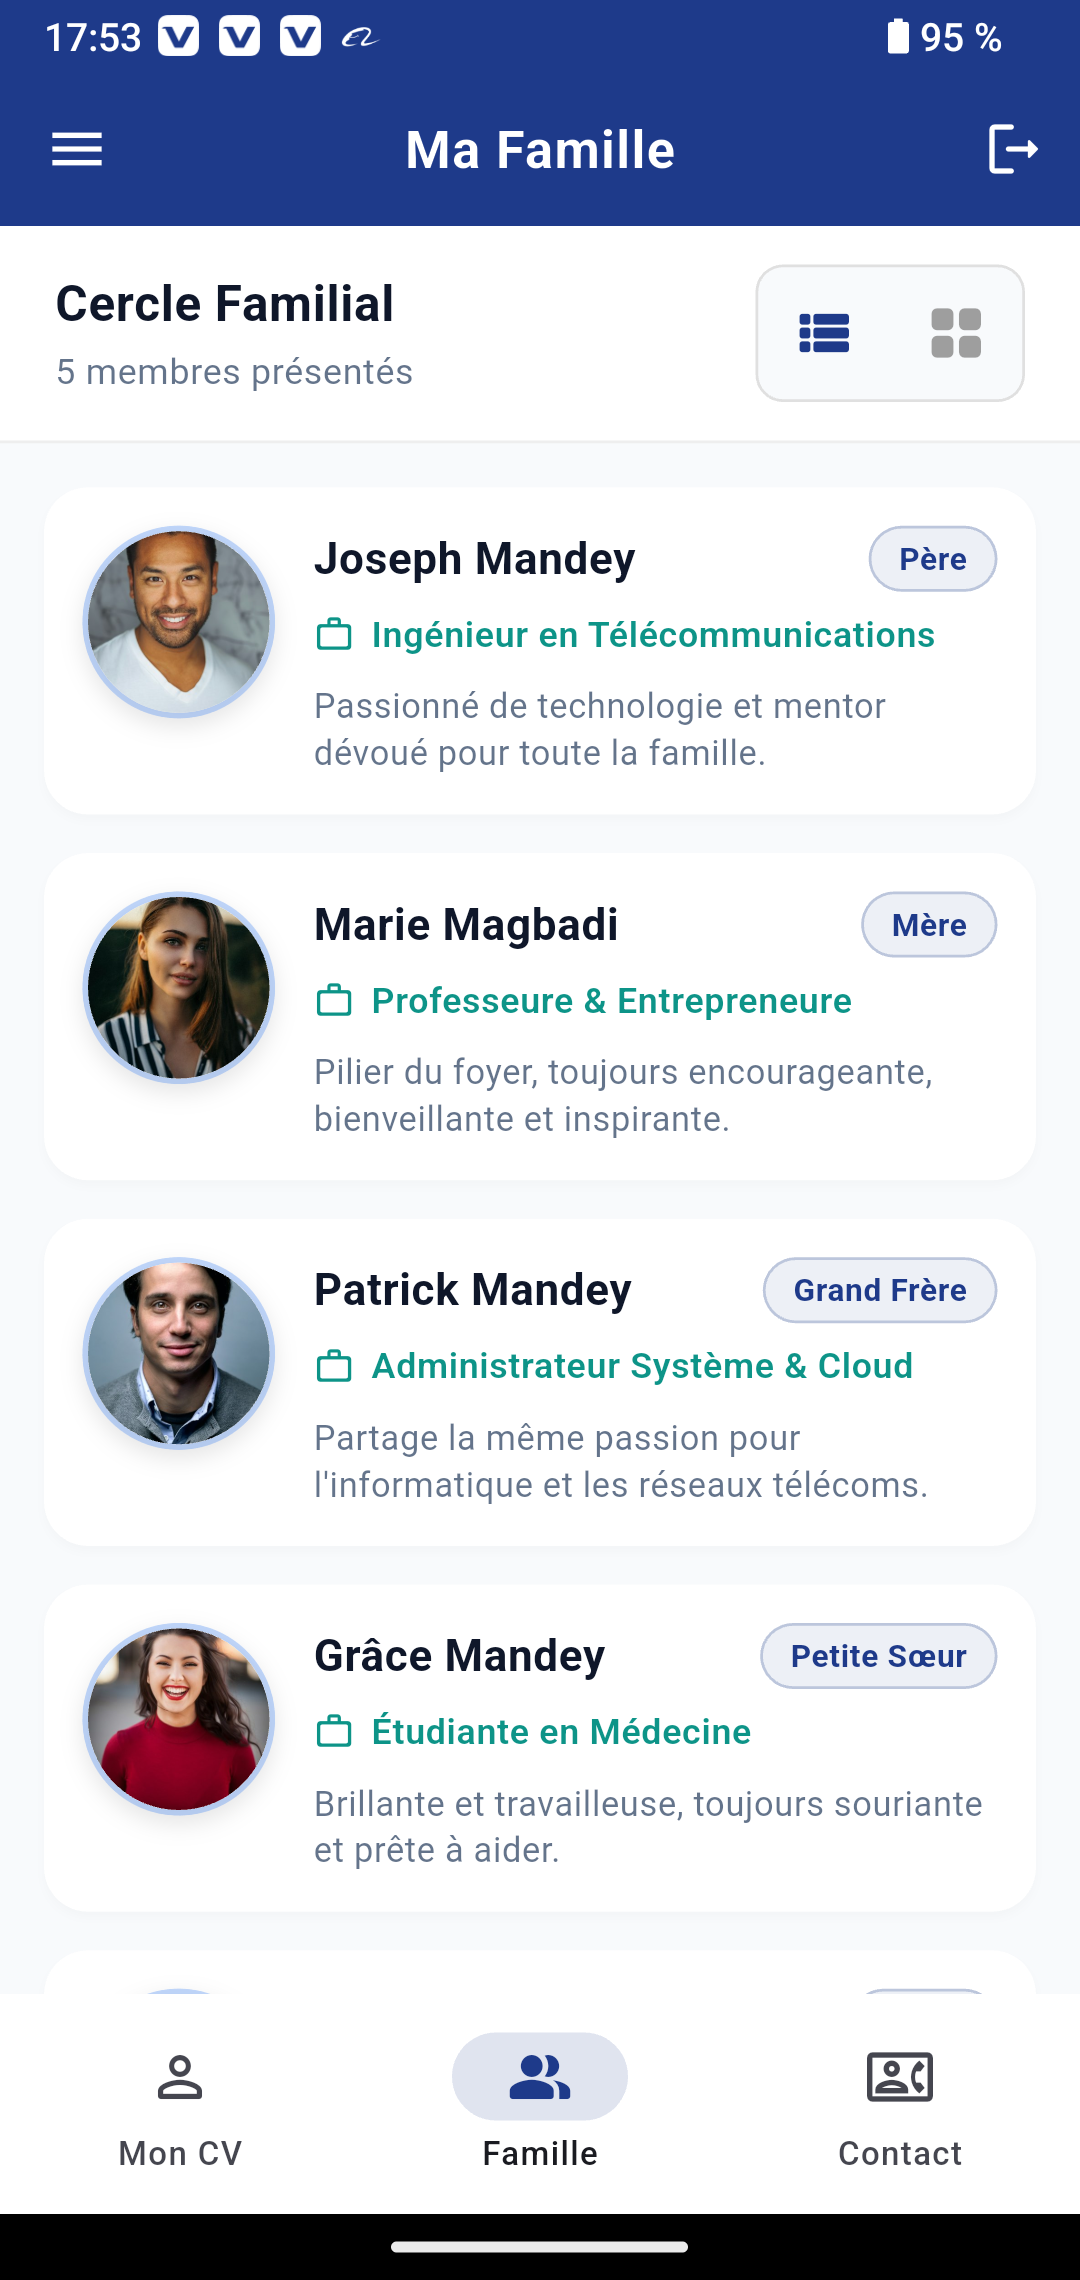 17:53
95 %
Ma Famille
Cercle Familial
5 membres présentés
Joseph Mandey
Père
Ingénieur en Télécommunications
Passionné de technologie et mentor
dévoué pour toute la famille.
Marie Magbadi
Mère
Professeure & Entrepreneure
Pilier du foyer, toujours encourageante,
bienveillante et inspirante.
Patrick Mandey
Grand Frère
Administrateur Système & Cloud
Partage la même passion pour
l'informatique et les réseaux télécoms.
Grâce Mandey
Petite Sœur
Étudiante en Médecine
Brillante et travailleuse, toujours souriante
et prête à aider.
Mon CV
Famille
Contact